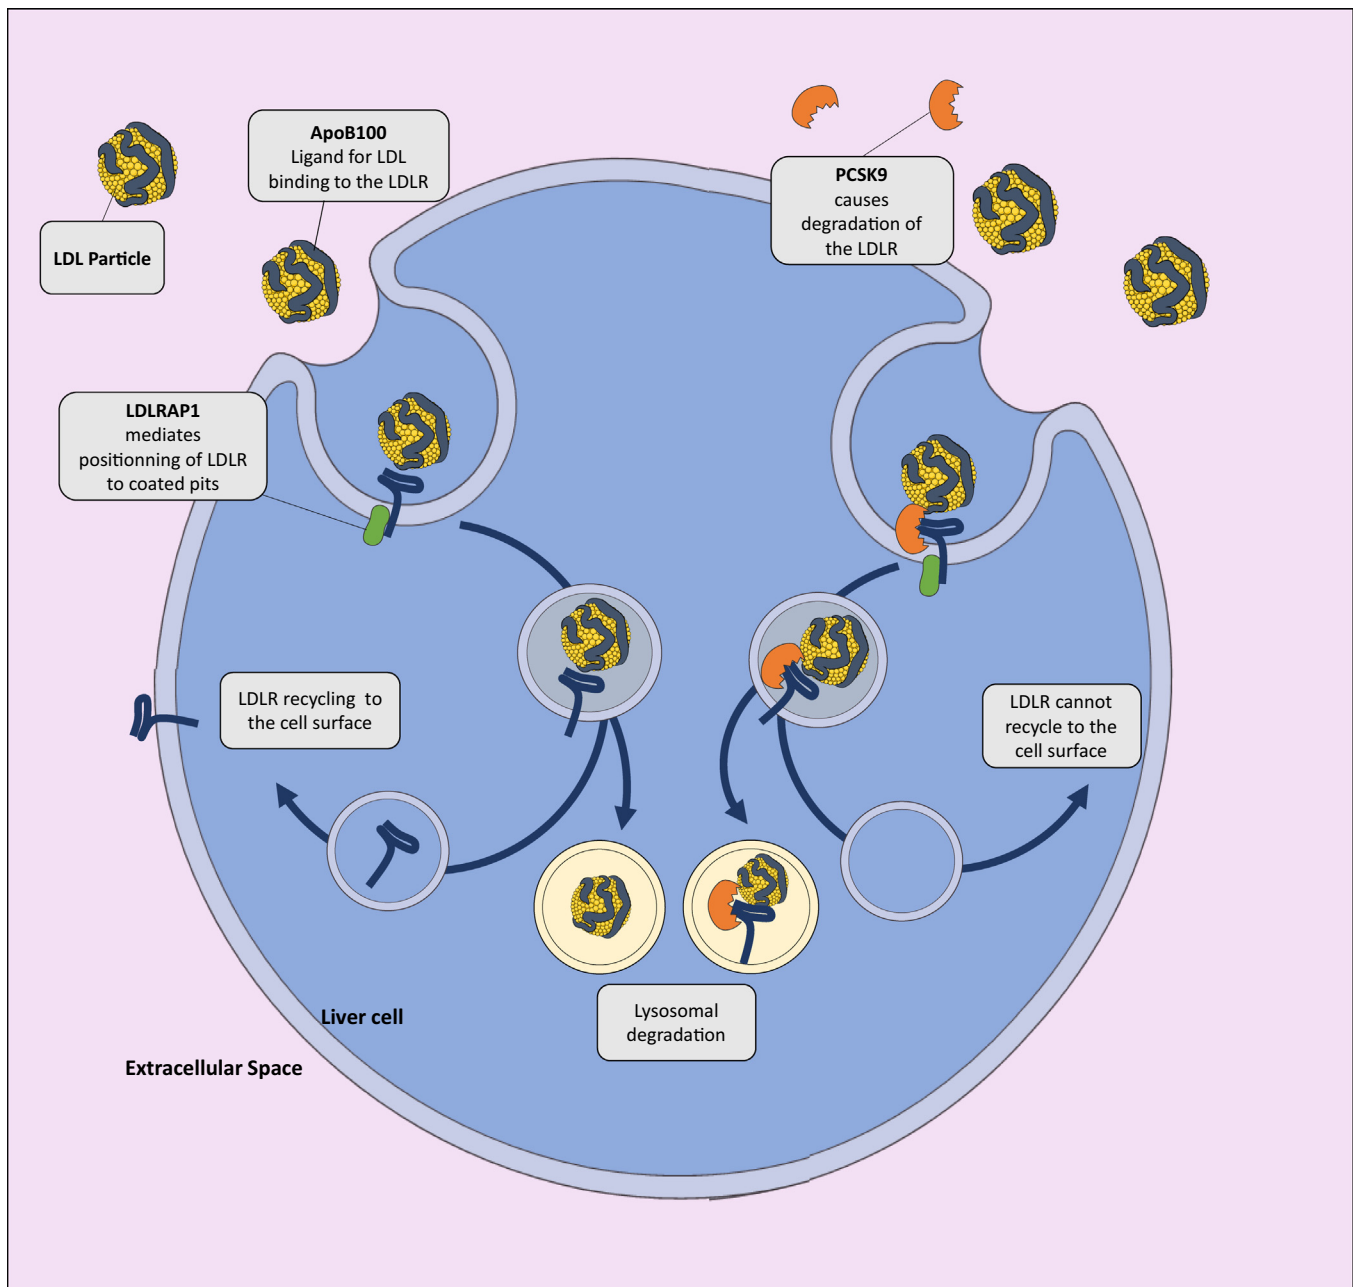 ApoB100
Ligand for LDL
binding to the LDLR
LDL Particle
PCSK9
causes
degradation of
the LDLR
LDLRAP1
mediates
positionning of LDLR
to coated pits
LDLR recycling to
the cell surface
LDLR cannot
recycle to the
cell surface
Lysosomal
degradation
Liver cell
Extracellular Space